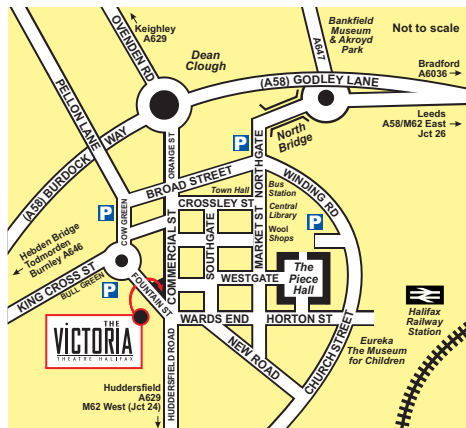 Keighley
A629
OVENDEN RD
Dean
Clough
Bankfield
Museum
& Akroyd
Park
A647
Not to scale
Bradford
A6036
(A58) GODLEY LANE
Leeds
A58/M62 East
Jct 26
PELLON LANE
(A58) BURDOCK WAY
ORANGE ST
P
North
Bridge
NORTHGATE
BROAD STREET
WINDING RD
Town Hall
Bus
Station
CROSSLEY ST
Central
Library
P
COW GREEN
P
Wool
Shops
Hebden Bridge
Todmorden
Burnley A646
COMMERCIAL ST
SOUTHGATE
MARKET ST
KING CROSS ST
BULL GREEN
P
FOUNTAIN ST
WESTGATE
The
Piece
Hall
WARDS END
HORTON ST
Halifax
Railway
Station
THE
ViCTORIA
THEATRE HALIFAX
NEW ROAD
CHURCH STREET
Eureka
The Museum
for Children
HUDDERSFIELD ROAD
Huddersfield
A629
M62 West (Jct 24)